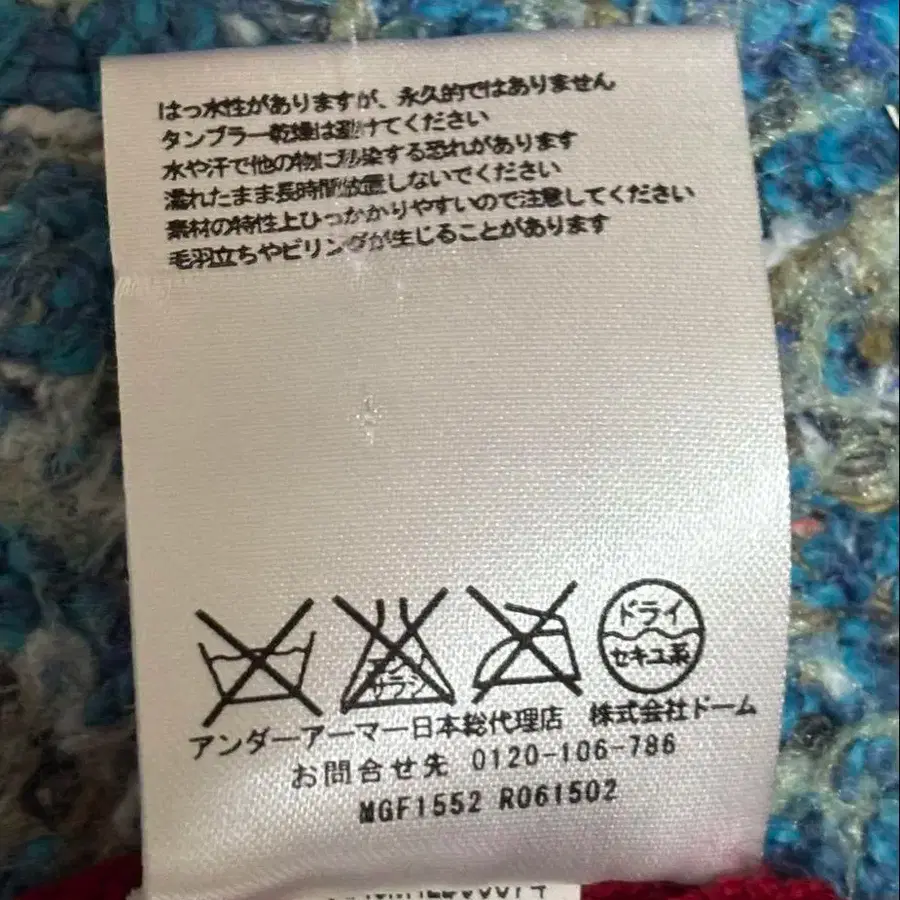 はっ水性がありますが、永久的ではありません
タンブラー乾燥は避けてください
水や汗で他の物に移染する恐れがあります
濡れたまま長時間放置しないでください
素材の特性上ひっかかりやすいので注意してください
毛羽立ちやピリングが生じることがあります
エンソ
サラシ
ドライ
セキユ系
アンダーアーマー日本総代理店 株式会社ドーム
お問合せ先 0120-106-786
MGF1552 R061502